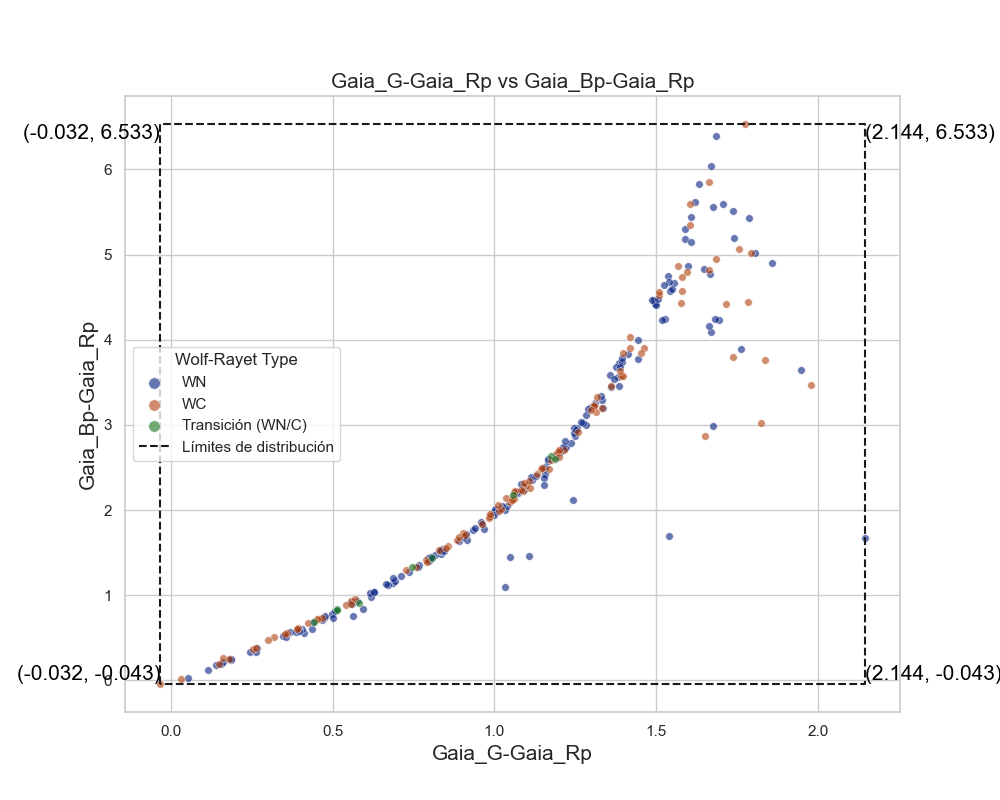 Gaia_G-Gaia_Rp vs Gaia_Bp-Gaia_Rp
(-0.032, 6.533)
(2.144, 6.533)
6
5
4
3
2
1
0
Gaia_Bp-Gaia_Rp
Wolf-Rayet Type
WN
WC
Transición (WN/C)
Límites de distribución
(-0.032, -0.043)
(2.144, -0.043)
0.0
0.5
1.0
1.5
2.0
Gaia_G-Gaia_Rp